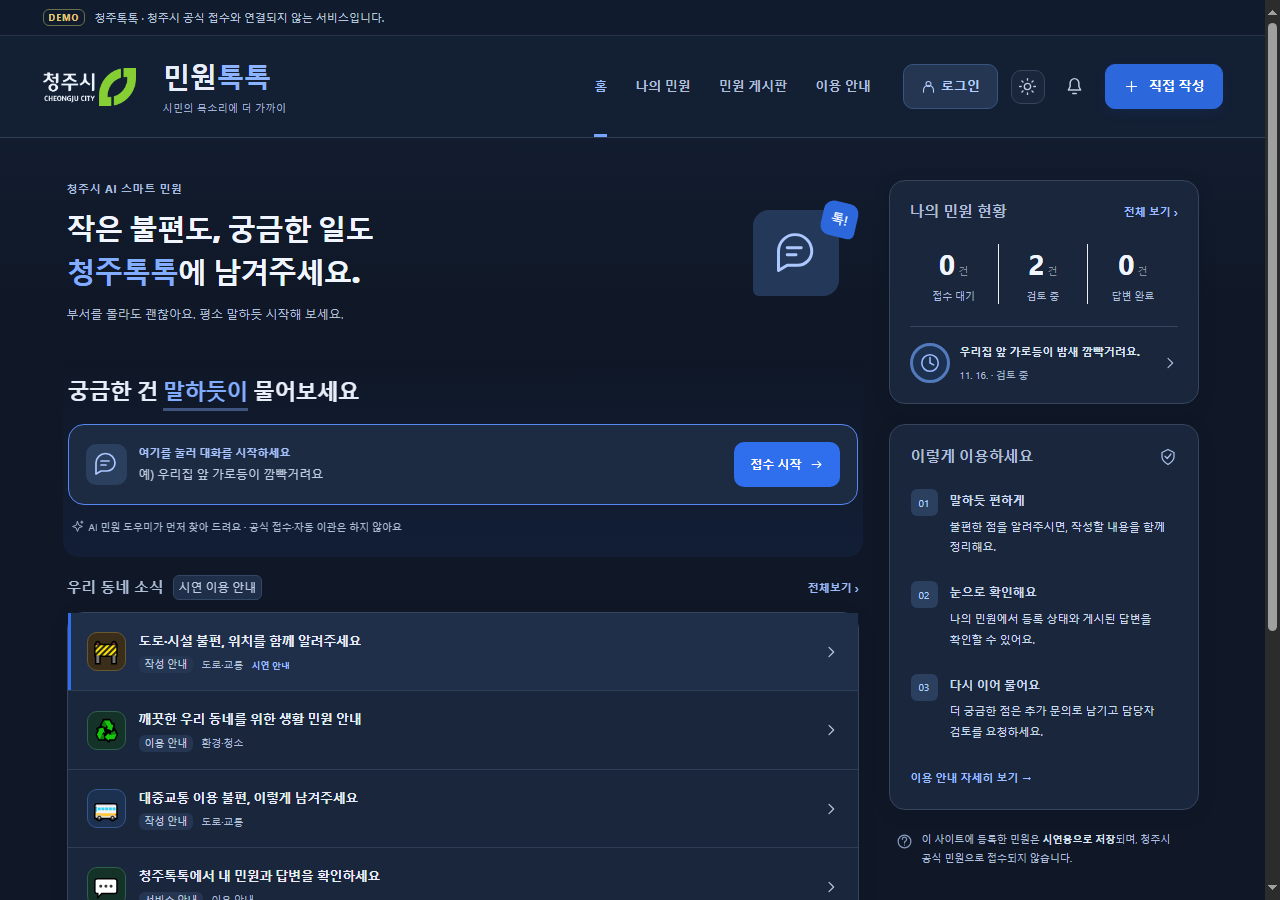 DEMO 청주톡톡 · 청주시 공식 접수와 연결되지 않는 서비스입니다.
청주시
CHEONGJU CITY
민원톡톡
시민의 목소리에 더 가까이
홈
나의 민원
민원 게시판
이용 안내
로그인
직접 작성
청주시 AI 스마트 민원
작은 불편도, 궁금한 일도
청주톡톡에 남겨주세요.
부서를 몰라도 괜찮아요. 평소 말하듯 시작해 보세요.
톡!
궁금한 건 말하듯이 물어보세요
여기를 눌러 대화를 시작하세요
예) 우리집 앞 가로등이 깜빡거려요
접수 시작 →
AI 민원 도우미가 먼저 찾아 드려요 · 공식 접수·자동 이관은 하지 않아요
우리 동네 소식
시연 이용 안내
전체보기 ›
도로·시설 불편, 위치를 함께 알려주세요
작성 안내 도로·교통 시연 안내
깨끗한 우리 동네를 위한 생활 민원 안내
이용 안내 환경·청소
대중교통 이용 불편, 이렇게 남겨주세요
작성 안내 도로·교통
청주톡톡에서 내 민원과 답변을 확인하세요
서비스 안내 이용 안내
나의 민원 현황
전체 보기 ›
0 건
접수 대기
2 건
검토 중
0 건
답변 완료
우리집 앞 가로등이 밤새 깜빡거려요.
11. 16. · 검토 중
이렇게 이용하세요
01
말하듯 편하게
불편한 점을 알려주시면, 작성할 내용을 함께
정리해요.
02
눈으로 확인해요
나의 민원에서 등록 상태와 게시된 답변을
확인할 수 있어요.
03
다시 이어 물어요
더 궁금한 점은 추가 문의로 남기고 담당자
검토를 요청하세요.
이용 안내 자세히 보기 →
이 사이트에 등록한 민원은 시연용으로 저장되며, 청주시
공식 민원으로 접수되지 않습니다.